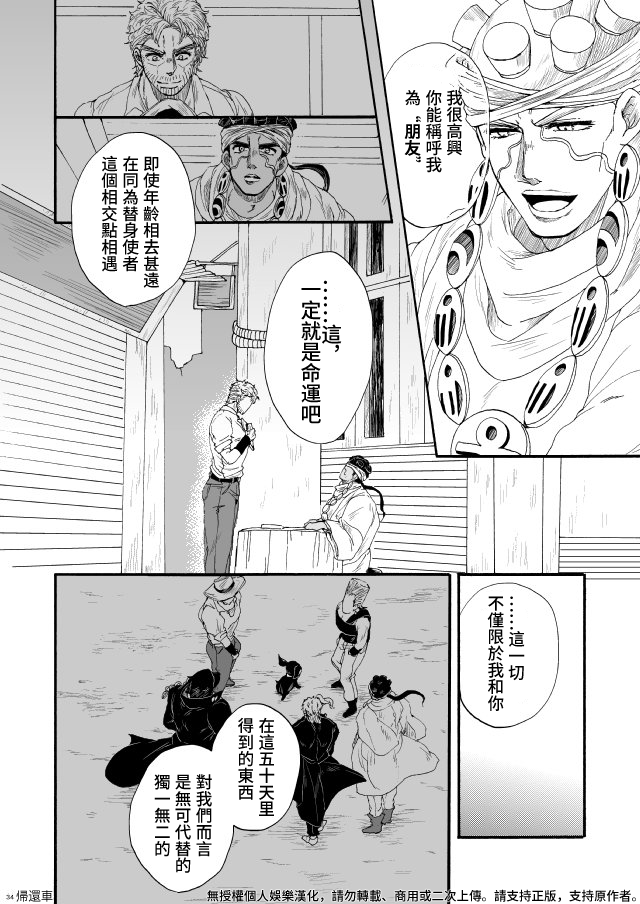 我很高興
你能稱呼我
為“朋友”
即使年齡相去甚遠
在同為替身使者
這個相交點相遇
……這，
一定就是命運吧
……這一切
不僅限於我和你
在這五十天里
得到的東西
對我們而言
是無可代替的
獨一無二的
34 帰還車
無授權個人娛樂漢化，請勿轉載、商用或二次上傳。請支持正版，支持原作者。